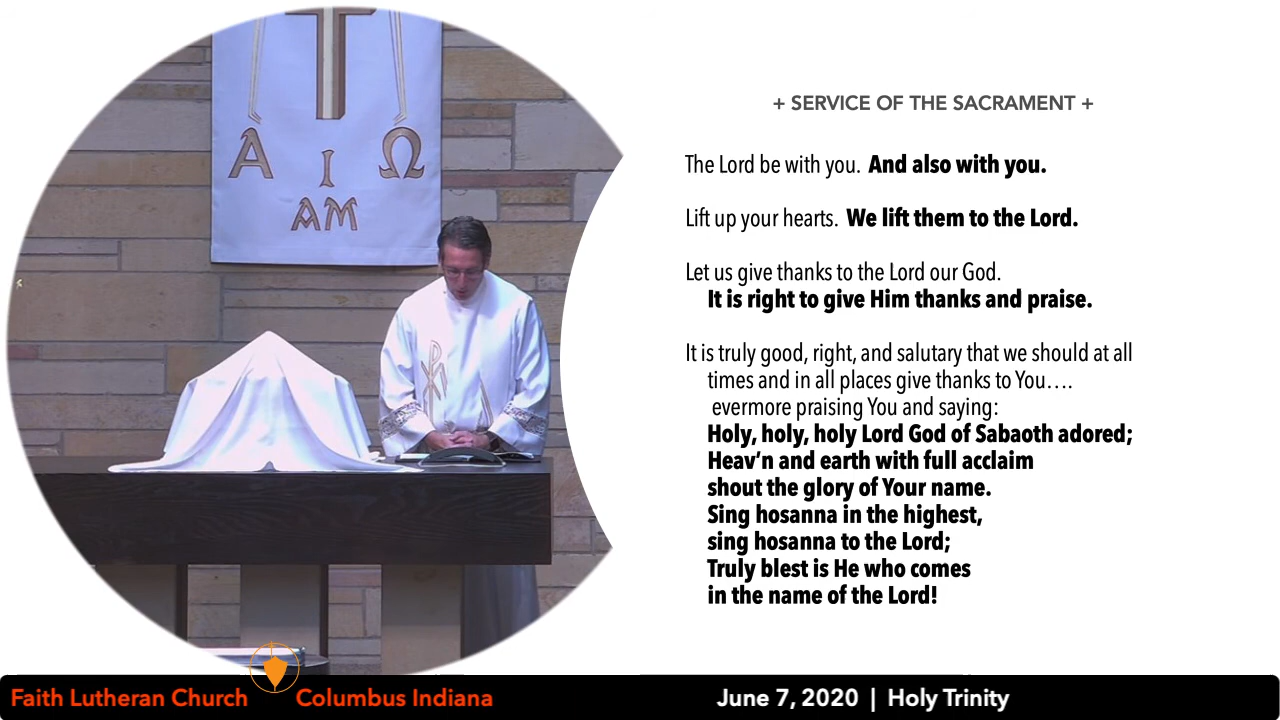 Α Ω
I
AM
+ SERVICE OF THE SACRAMENT +
The Lord be with you. And also with you.
Lift up your hearts. We lift them to the Lord.
Let us give thanks to the Lord our God.
It is right to give Him thanks and praise.
It is truly good, right, and salutary that we should at all
times and in all places give thanks to You….
evermore praising You and saying:
Holy, holy, holy Lord God of Sabaoth adored;
Heav’n and earth with full acclaim
shout the glory of Your name.
Sing hosanna in the highest,
sing hosanna to the Lord;
Truly blest is He who comes
in the name of the Lord!
Faith Lutheran Church Columbus Indiana June 7, 2020 | Holy Trinity